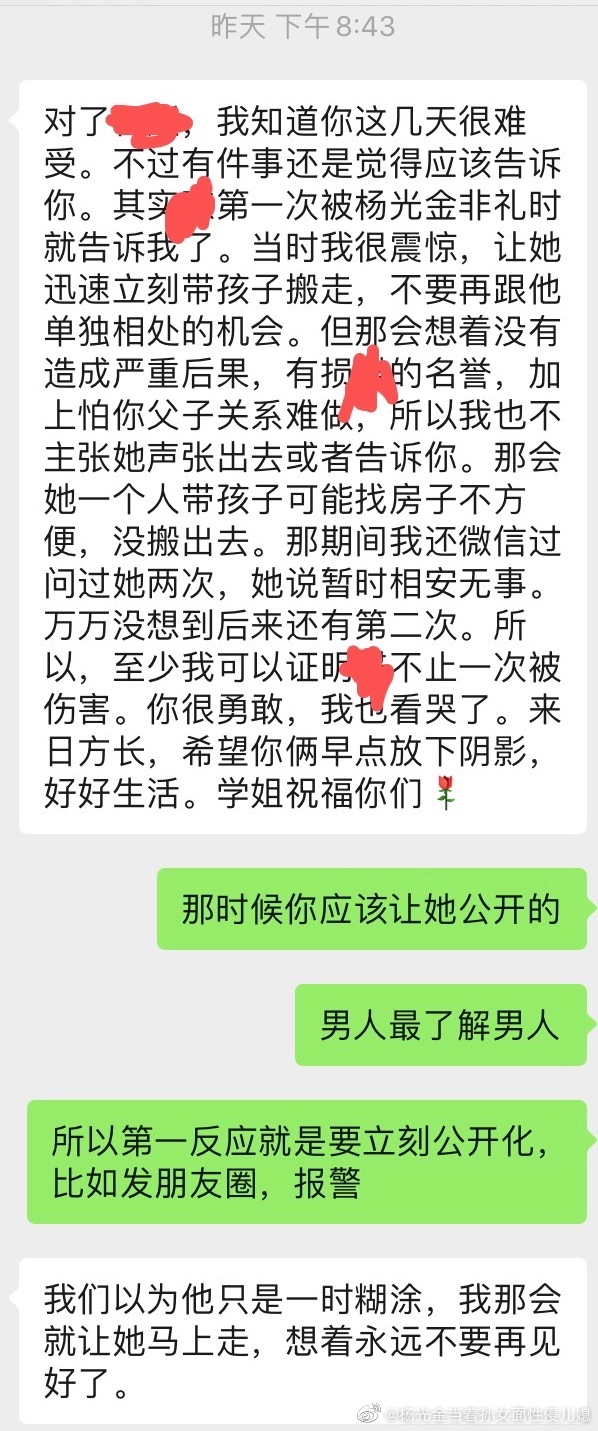 昨天 下午8:43
对了，我知道你这几天很难
受。不过有件事还是觉得应该告诉
你。其实第一次被杨光金非礼时
就告诉我了。当时我很震惊，让她
迅速立刻带孩子搬走，不要再跟他
单独相处的机会。但那会想着没有
造成严重后果，有损的名誉，加
上怕你父子关系难做，所以我也不
主张她声张出去或者告诉你。那会
她一个人带孩子可能找房子不方
便，没搬出去。那期间我还微信过
问过她两次，她说暂时相安无事。
万万没想到后来还有第二次。所
以，至少我可以证明不止一次被
伤害。你很勇敢，我也看哭了。来
日方长，希望你俩早点放下阴影，
好好生活。学姐祝福你们🌹
那时候你应该让她公开的
男人最了解男人
所以第一反应就是要立刻公开化，
比如发朋友圈，报警
我们以为他只是一时糊涂，我那会
就让她马上走，想着永远不要再见
好了。
@杨光金当着孙女面性侵儿媳